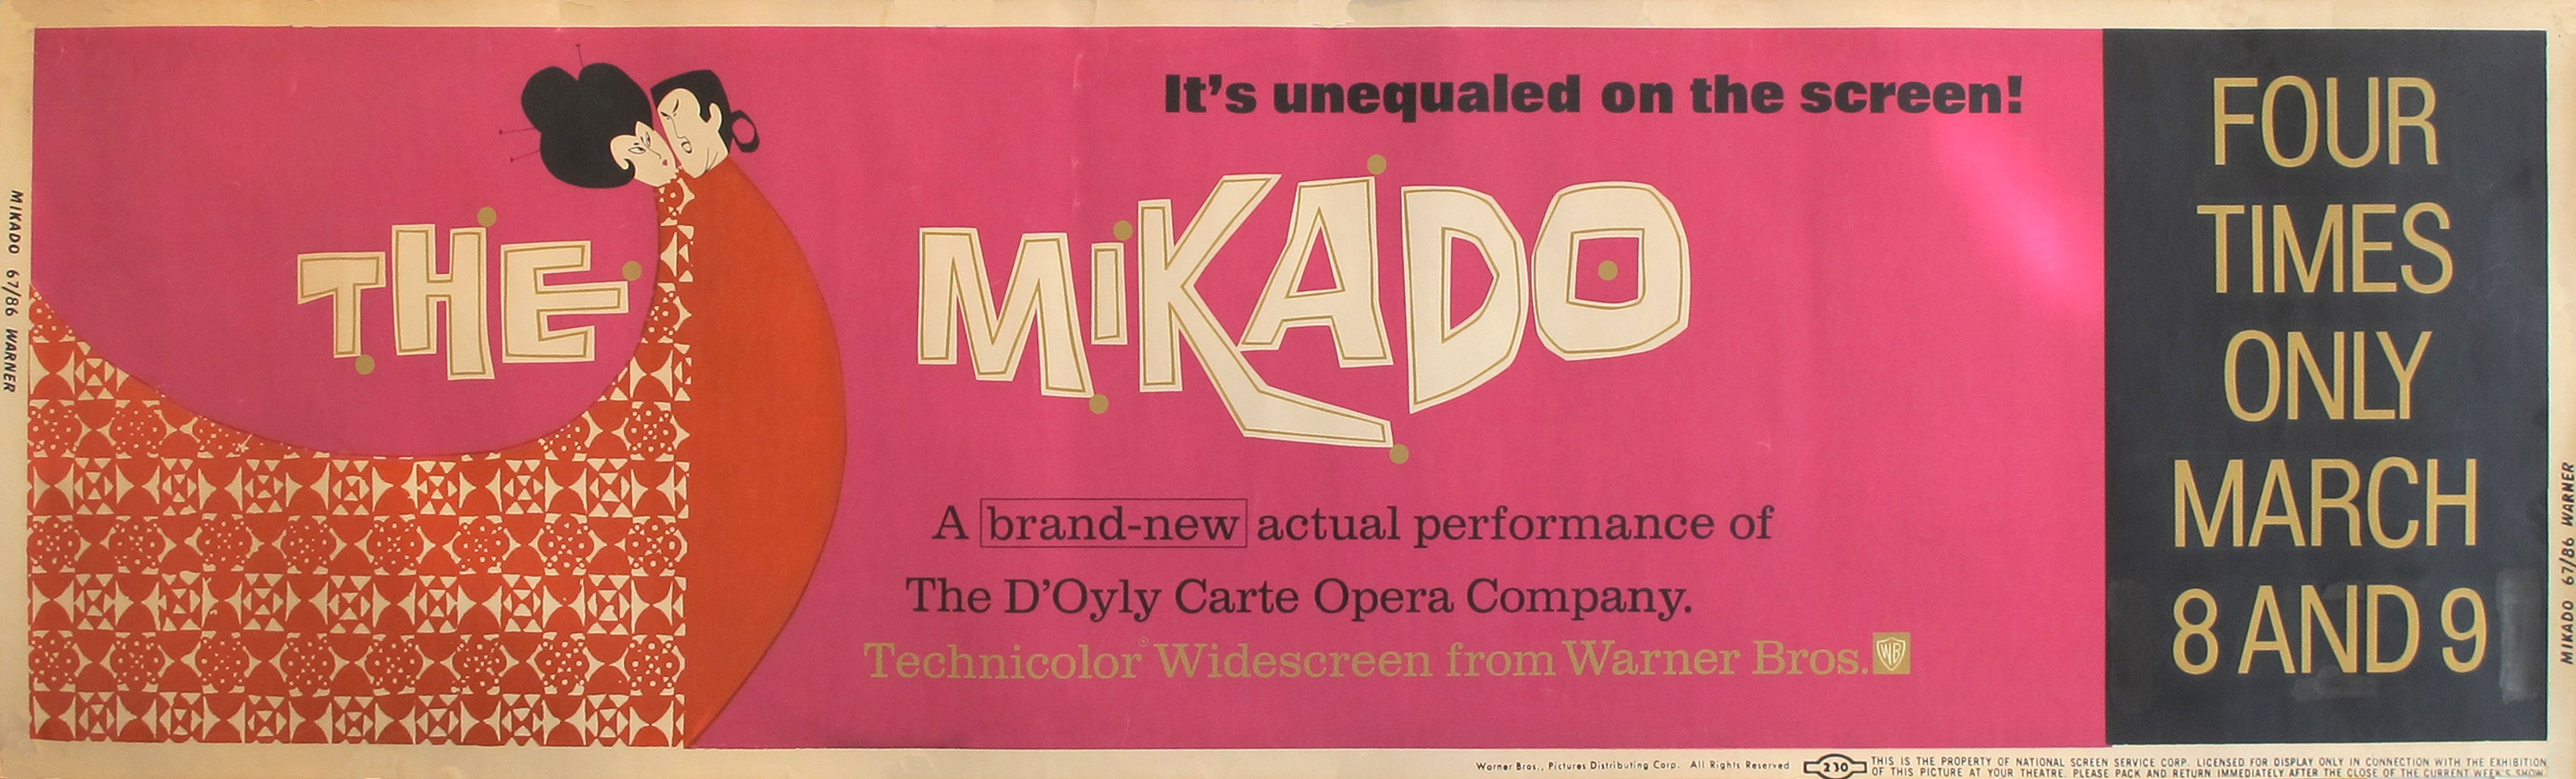 It's unequaled on the screen!
THE MiKADO
A brand-new actual performance of
The D'Oyly Carte Opera Company.
Technicolor® Widescreen from Warner Bros. WB
FOUR
TIMES
ONLY
MARCH
8 AND 9
MIKADO 67/86 WARNER
MIKADO 67/86 WARNER
Warner Bros., Pictures Distributing Corp. All Rights Reserved
230
THIS IS THE PROPERTY OF NATIONAL SCREEN SERVICE CORP. LICENSED FOR DISPLAY ONLY IN CONNECTION WITH THE EXHIBITION
OF THIS PICTURE AT YOUR THEATRE. PLEASE PACK AND RETURN IMMEDIATELY AFTER THE CLOSE OF THE CURRENT WEEK'S SHOW.